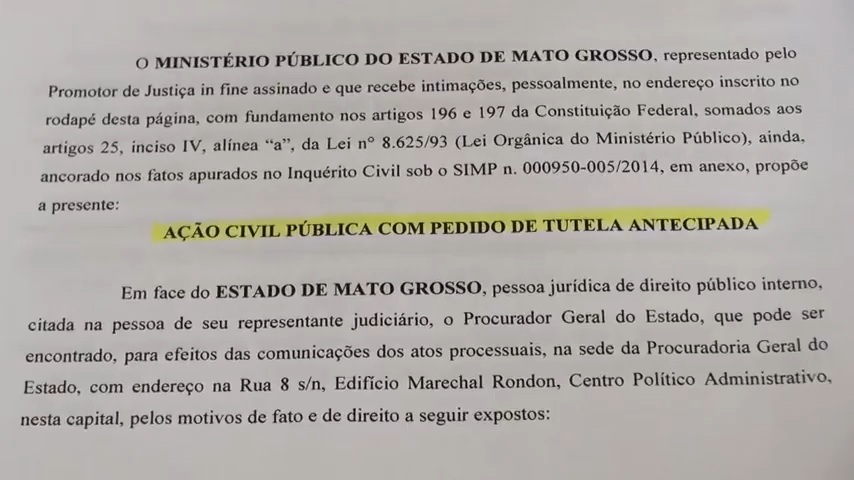 O MINISTÉRIO PÚBLICO DO ESTADO DE MATO GROSSO, representado pelo
Promotor de Justiça in fine assinado e que recebe intimações, pessoalmente, no endereço inscrito no
rodapé desta página, com fundamento nos artigos 196 e 197 da Constituição Federal, somados aos
artigos 25, inciso IV, alínea “a”, da Lei nº 8.625/93 (Lei Orgânica do Ministério Público), ainda,
ancorado nos fatos apurados no Inquérito Civil sob o SIMP n. 000950-005/2014, em anexo, propõe
a presente:
AÇÃO CIVIL PÚBLICA COM PEDIDO DE TUTELA ANTECIPADA
Em face do ESTADO DE MATO GROSSO, pessoa jurídica de direito público interno,
citada na pessoa de seu representante judiciário, o Procurador Geral do Estado, que pode ser
encontrado, para efeitos das comunicações dos atos processuais, na sede da Procuradoria Geral do
Estado, com endereço na Rua 8 s/n, Edifício Marechal Rondon, Centro Político Administrativo,
nesta capital, pelos motivos de fato e de direito a seguir expostos: